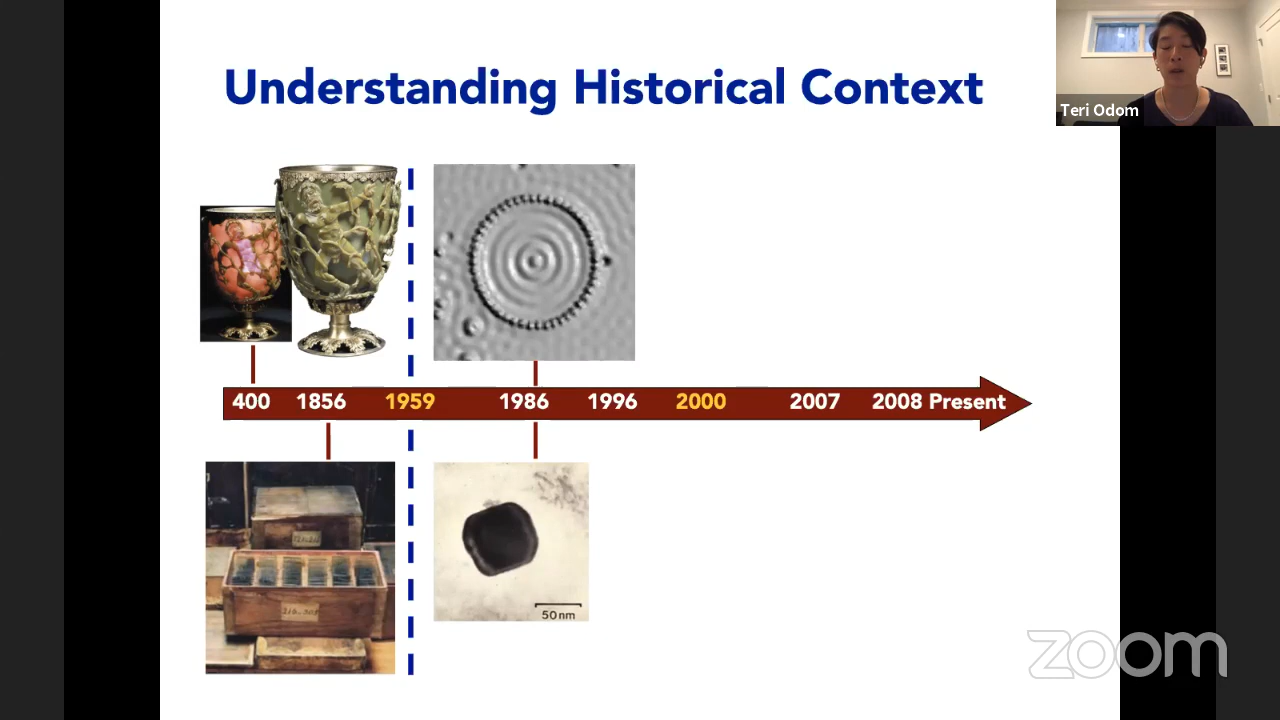 Understanding Historical Context
Teri Odom
400 1856 1959 1986 1996 2000 2007 2008 Present
50 nm
zoom